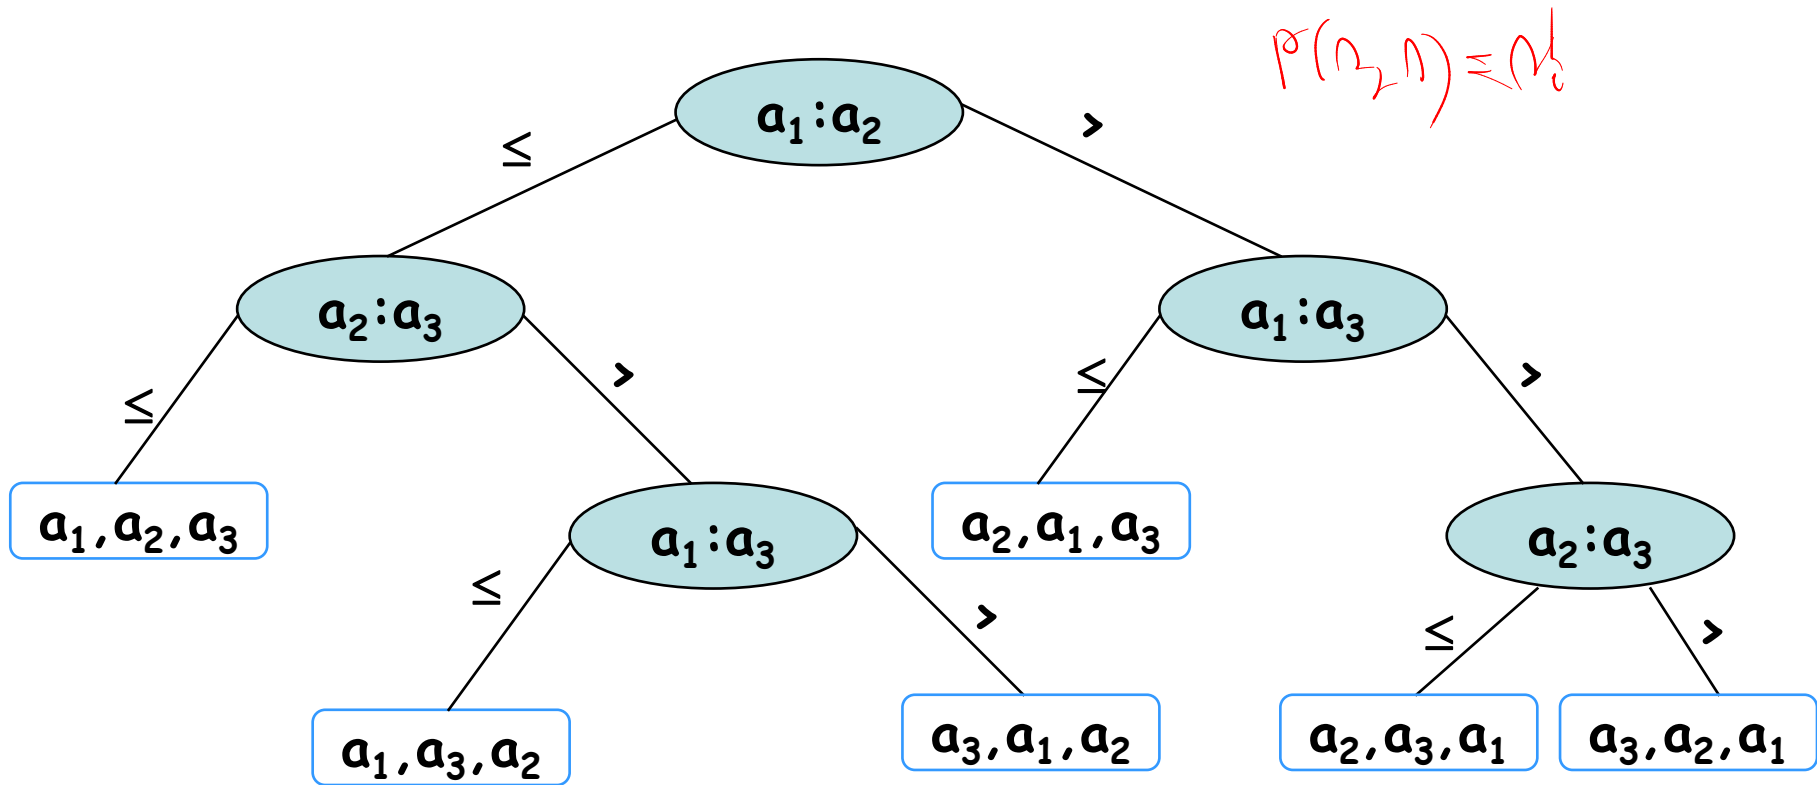 P(n, n) = n!
a₁:a₂
≤ >
a₂:a₃ a₁:a₃
≤ > ≤ >
a₁,a₂,a₃ a₁:a₃ a₂,a₁,a₃ a₂:a₃
≤ > ≤ >
a₁,a₃,a₂ a₃,a₁,a₂ a₂,a₃,a₁ a₃,a₂,a₁